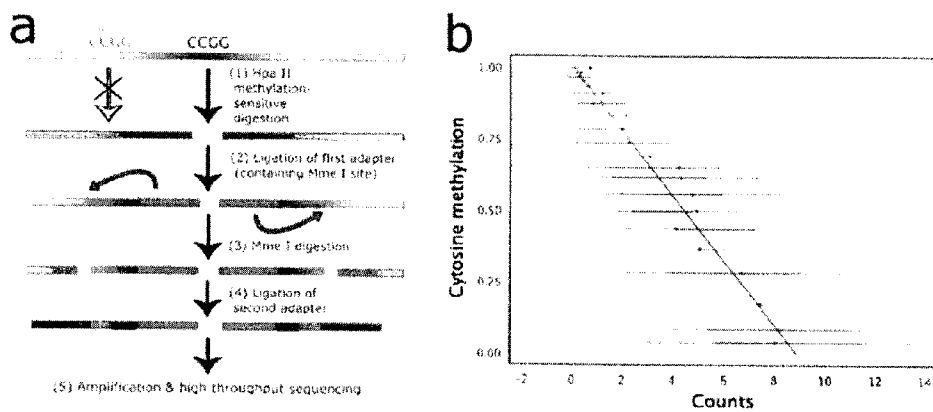 a
CCGG CCGG
(1) Hpa II
methylation-
sensitive
digestion
(2) Ligation of first adapter
(containing Mme I site)
(3) Mme I digestion
(4) Ligation of
second adapter
(5) Amplification & high throughput sequencing
b
Cytosine methylation
1.00
0.75
0.50
0.25
0.00
-2 0 2 4 6 8 10 12 14
Counts